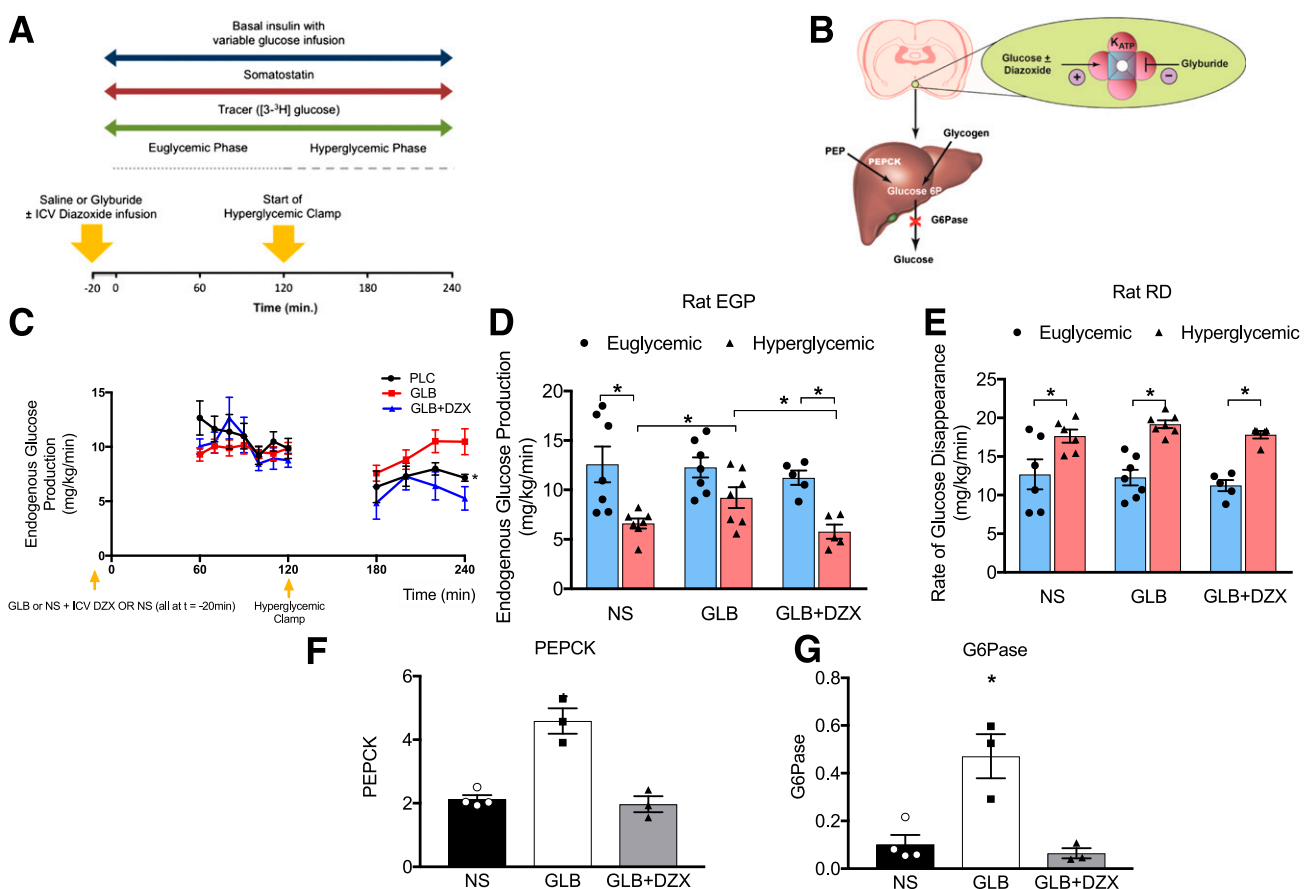 A
Basal insulin with
variable glucose infusion
Somatostatin
Tracer ([3-³H] glucose)
Euglycemic Phase
Hyperglycemic Phase
Saline or Glyburide
± ICV Diazoxide infusion
Start of
Hyperglycemic Clamp
-20 0 60 120 180 240
Time (min.)
B
KATP
Glucose ±
Diazoxide
+
−
Glyburide
Glycogen
PEP
PEPCK
Glucose 6P
G6Pase
Glucose
C
PLC
GLB
GLB+DZX
Endogenous Glucose
Production
(mg/kg/min)
15
10
5
0
*
0 60 120 180 240
Time (min)
GLB or NS + ICV DZX OR NS (all at t = -20min)
Hyperglycemic
Clamp
D
Rat EGP
Euglycemic
Hyperglycemic
Endogenous Glucose Production
(mg/kg/min)
20
15
10
5
0
* * * *
NS GLB GLB+DZX
E
Rat RD
Euglycemic
Hyperglycemic
Rate of Glucose Disappearance
(mg/kg/min)
25
20
15
10
5
0
* * *
NS GLB GLB+DZX
F
PEPCK
PEPCK
6
4
2
0
*
NS GLB GLB+DZX
G
G6Pase
G6Pase
0.8
0.6
0.4
0.2
0.0
*
NS GLB GLB+DZX